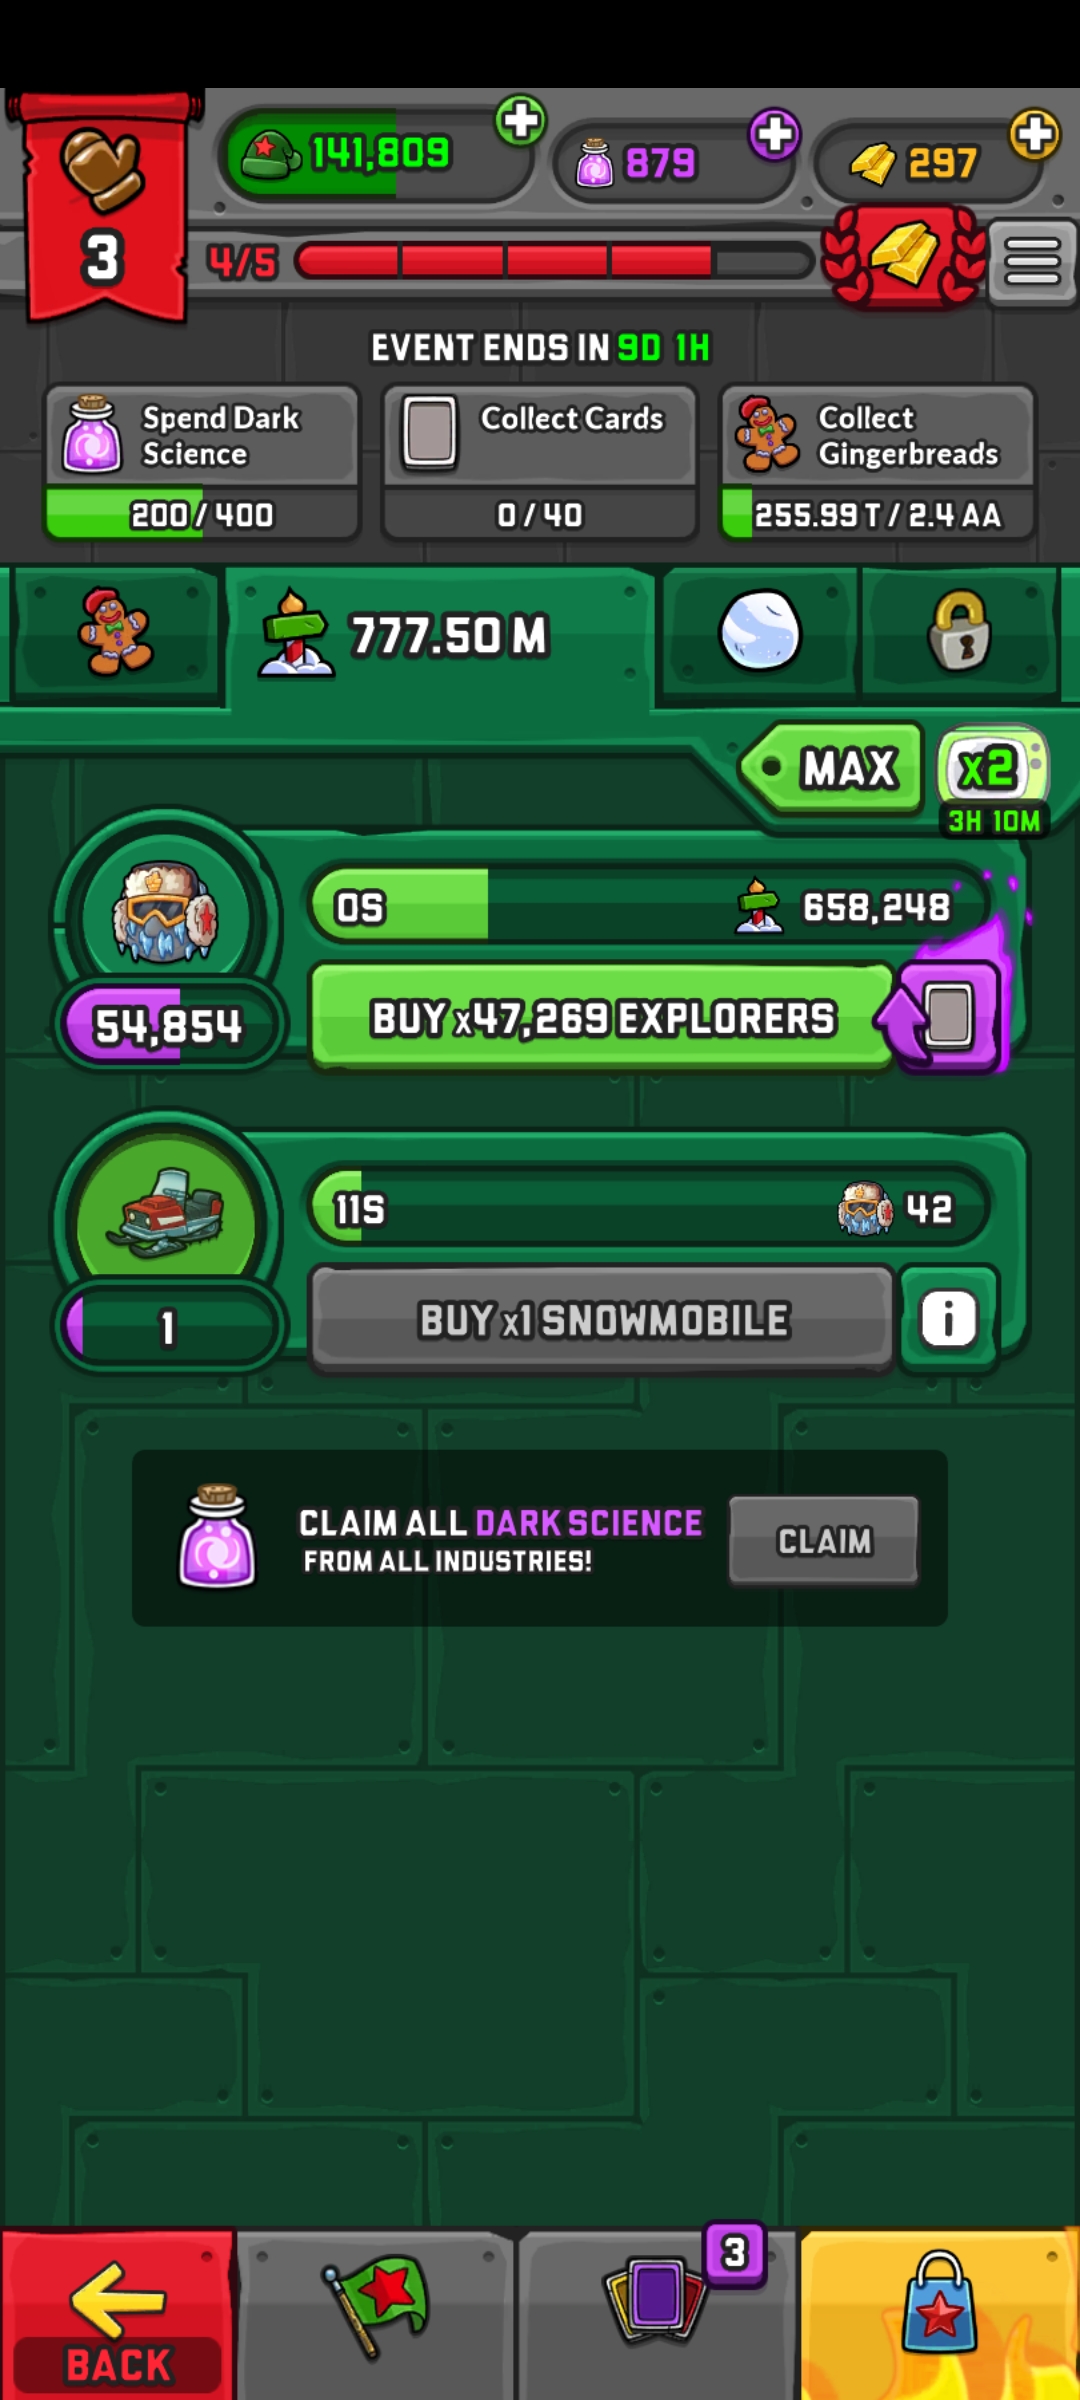 141,809
879
297
3
4/5
EVENT ENDS IN 9D 1H
Spend Dark Science
200 / 400
Collect Cards
0 / 40
Collect Gingerbreads
255.99 T / 2.4 AA
777.50 M
MAX
x2
3H 10M
0S
658,248
54,854
BUY x47,269 EXPLORERS
11S
42
1
BUY x1 SNOWMOBILE
i
CLAIM ALL DARK SCIENCE
FROM ALL INDUSTRIES!
CLAIM
3
BACK